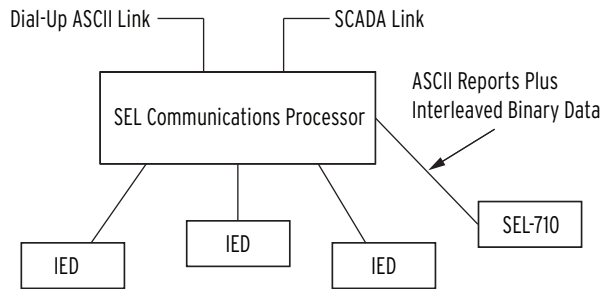 Dial-Up ASCII Link
SCADA Link
SEL Communications Processor
ASCII Reports Plus
Interleaved Binary Data
SEL-710
IED
IED
IED